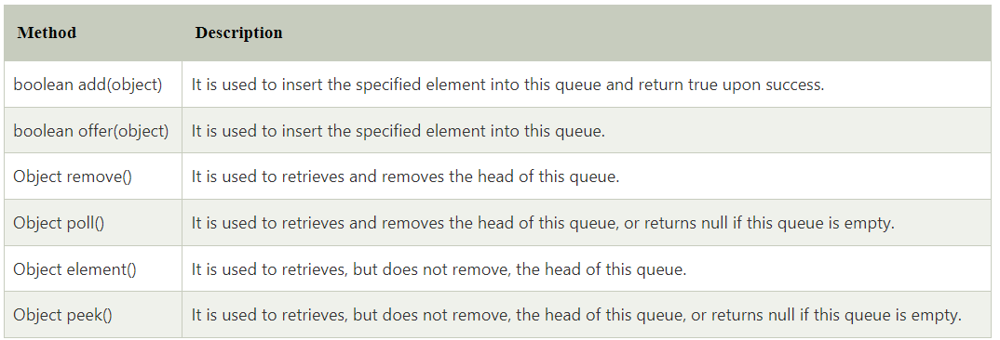 Method Description
boolean add(object) It is used to insert the specified element into this queue and return true upon success.
boolean offer(object) It is used to insert the specified element into this queue.
Object remove() It is used to retrieves and removes the head of this queue.
Object poll() It is used to retrieves and removes the head of this queue, or returns null if this queue is empty.
Object element() It is used to retrieves, but does not remove, the head of this queue.
Object peek() It is used to retrieves, but does not remove, the head of this queue, or returns null if this queue is empty.